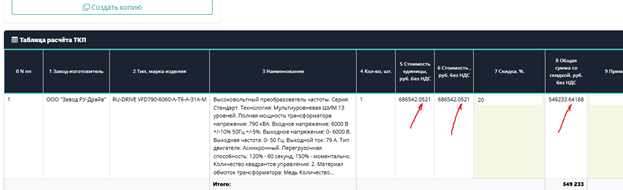 Создать копию
Таблица расчёта ТКП
0 N пп
1 Завод-изготовитель
2 Тип, марка изделия
3 Наименования
4 Кол-во, шт.
5 Стоимость
единицы,
руб. без НДС
6 Стоимость ,
руб. без НДС
7 Скидка, %.
8 Общая
сумма со
скидкой, руб.
без НДС
9 Прим
1
ООО "Завод РУ-Драйв"
RU-DRIVE VFD790-6060-A-T6-A-31A-M
Высоковольтный преобразователь частоты. Серия:
Стандарт. Технология: Мультиуровневая ШИМ 13
уровней. Полная мощность трансформатора
напряжения: 790 кВА. Входное напряжение: 6000 В
+/-10% 50Гц +/-5%. Выходное напряжение: 0- 6000 В.
Выходная частота: 0- 50 Гц. Выходной ток: 79 А. Тип
двигателя: Асинхронный. Перегрузочная
способность: 120% - 60 секунд, 150% - моментально.
Количество квадрантов управления: 2. Материал
обмоток трансформатора: Медь Количество...
1
686542.0521
686542.0521
20
549233.64168
Итого:
549 233